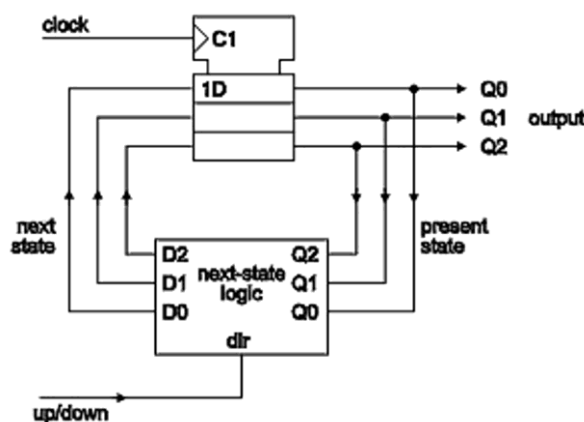 clock
C1
1D
Q0
Q1 output
Q2
next
state
present
state
D2
Q2
next-state
logic
D1
Q1
D0
Q0
dir
up/down